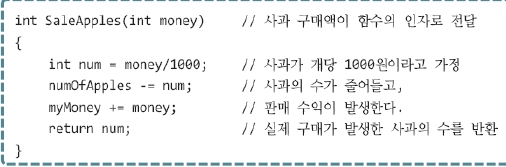 int SaleApples(int money) // 사과 구매액이 함수의 인자로 전달
{
int num = money/1000; // 사과가 개당 1000원이라고 가정
numOfApples -= num; // 사과의 수가 줄어들고,
myMoney += money; // 판매 수익이 발생한다.
return num; // 실제 구매가 발생한 사과의 수를 반환
}